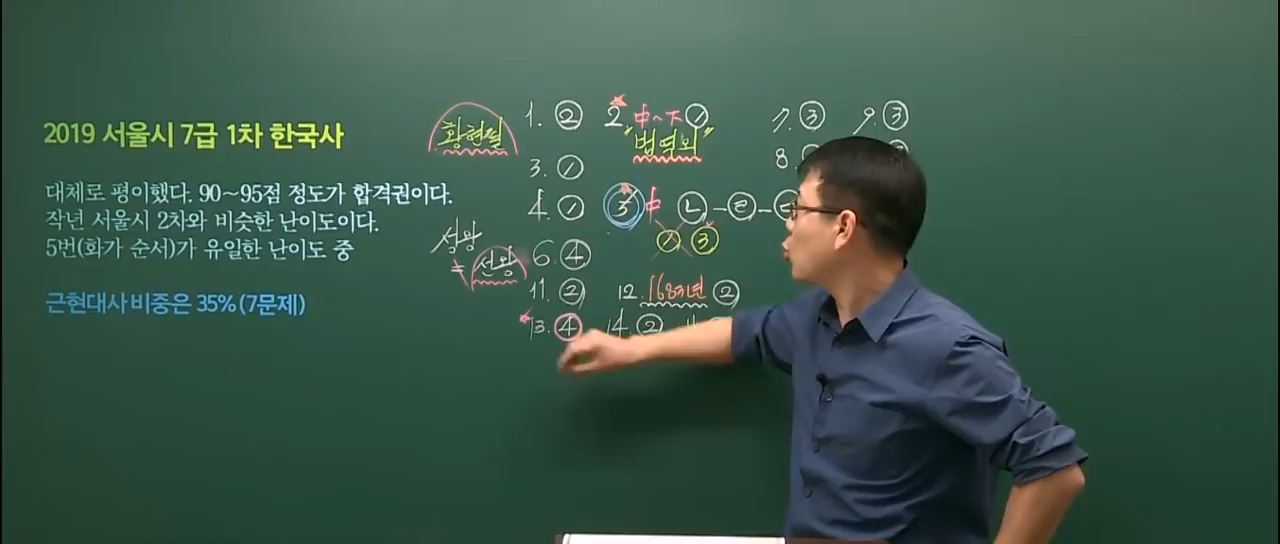 2019 서울시 7급 1차 한국사
대체로 평이했다. 90~95점 정도가 합격권이다.
작년 서울시 2차와 비슷한 난이도이다.
5번(화가 순서)가 유일한 난이도 중
근현대사 비중은 35% (7문제)
황현필
1. ② 2. 中~下 ①
"법역외"
7. ③ 9. ③
3. ①
8.
4. ① 5 中 ㄴ-ㄹ-
① ③
성왕
= 선왕
6. ④
11. ② 12. 1687년 ②
13. ④ 14. ②